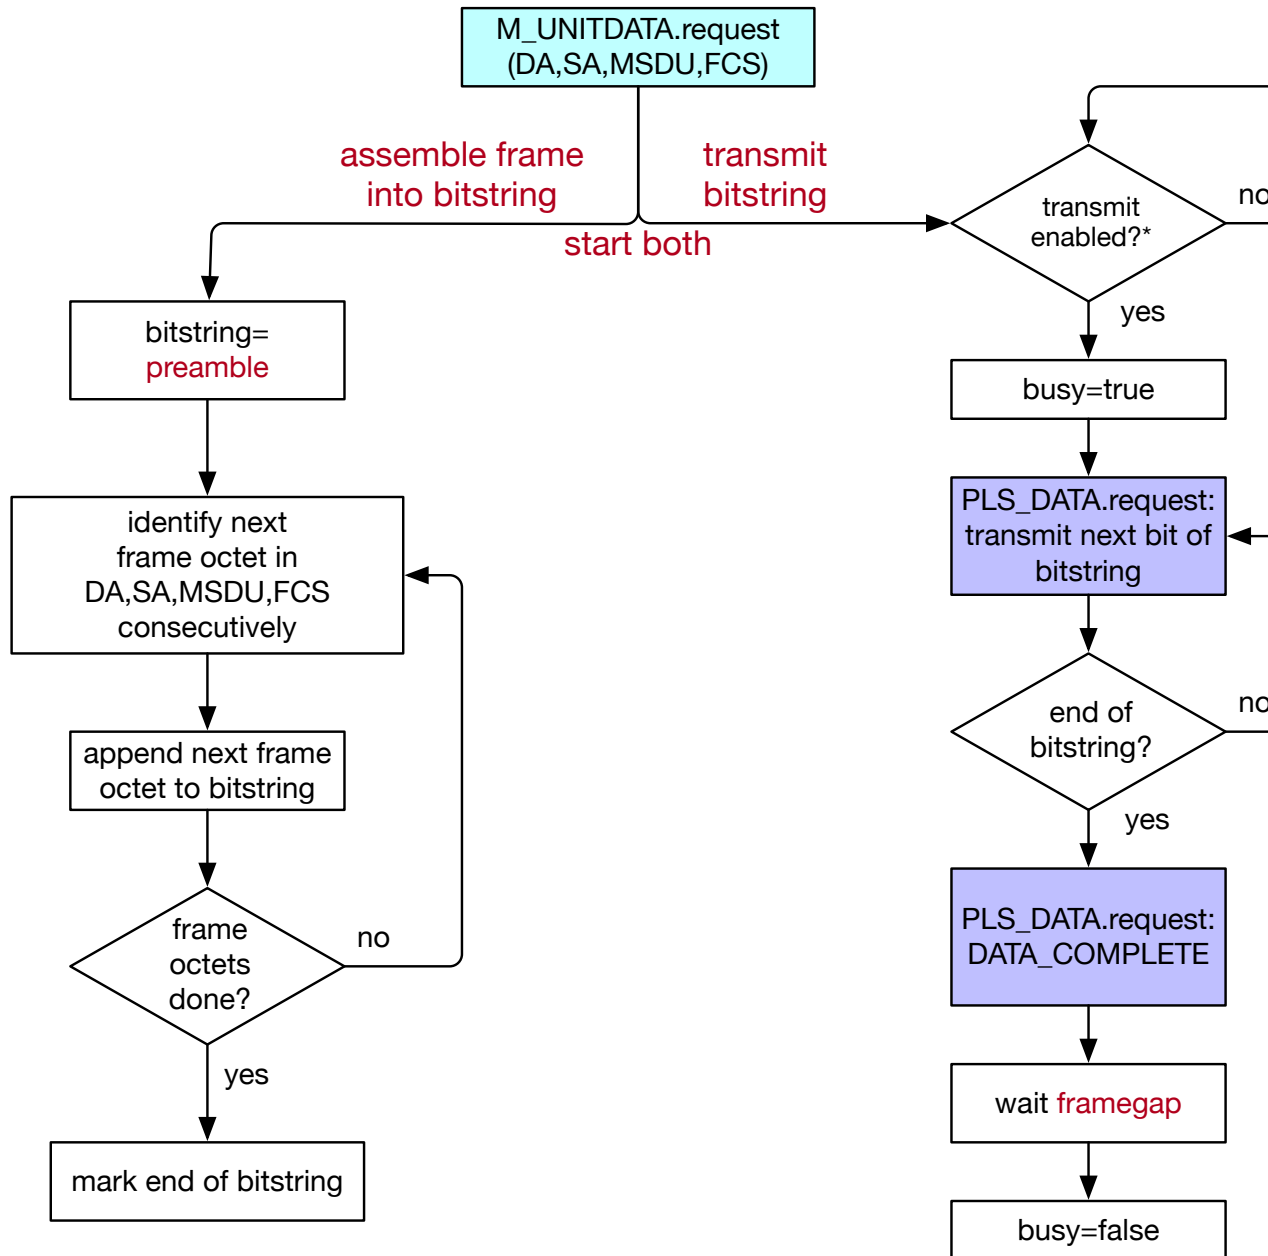 M_UNITDATA.request
(DA,SA,MSDU,FCS)
assemble frame
into bitstring
transmit
bitstring
start both
bitstring=
preamble
identify next
frame octet in
DA,SA,MSDU,FCS
consecutively
append next frame
octet to bitstring
frame
octets
done?
no
yes
mark end of bitstring
transmit
enabled?*
no
yes
busy=true
PLS_DATA.request:
transmit next bit of
bitstring
end of
bitstring?
no
yes
PLS_DATA.request:
DATA_COMPLETE
wait framegap
busy=false